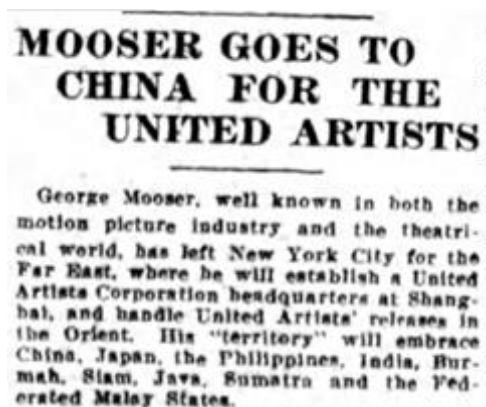 MOOSER GOES TO
CHINA FOR THE
UNITED ARTISTS
George Mooser, well known in both the
motion picture industry and the theatri-
cal world, has left New York City for the
Far East, where he will establish a United
Artists Corporation headquarters at Shang-
hai, and handle United Artists' releases in
the Orient. His "territory" will embrace
China, Japan, the Philippines, India, Bur-
mah, Siam, Java, Sumatra and the Fed-
erated Malay States.